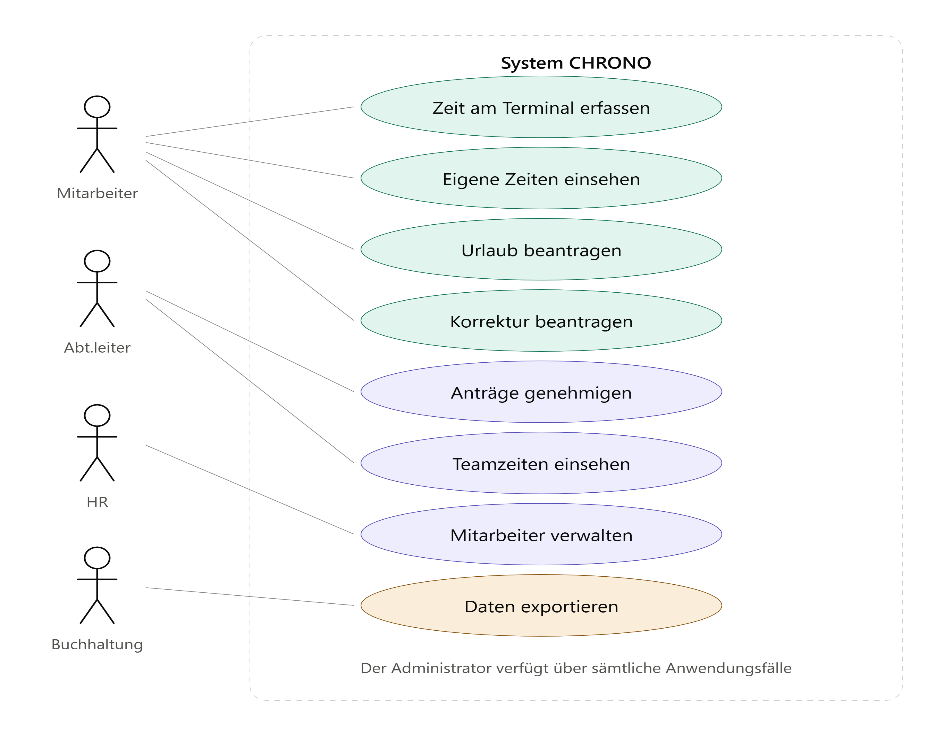 System CHRONO
Zeit am Terminal erfassen
Eigene Zeiten einsehen
Mitarbeiter
Urlaub beantragen
Korrektur beantragen
Abt.leiter
Anträge genehmigen
Teamzeiten einsehen
HR
Mitarbeiter verwalten
Daten exportieren
Buchhaltung
Der Administrator verfügt über sämtliche Anwendungsfälle